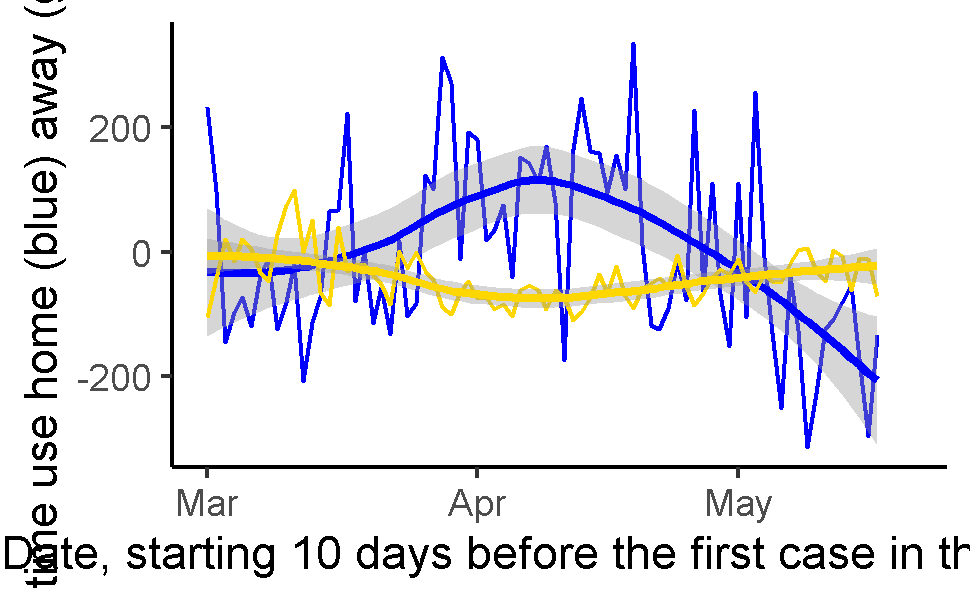 time use home (blue) away (
200
0
-200
Mar Apr May
Date, starting 10 days before the first case in th